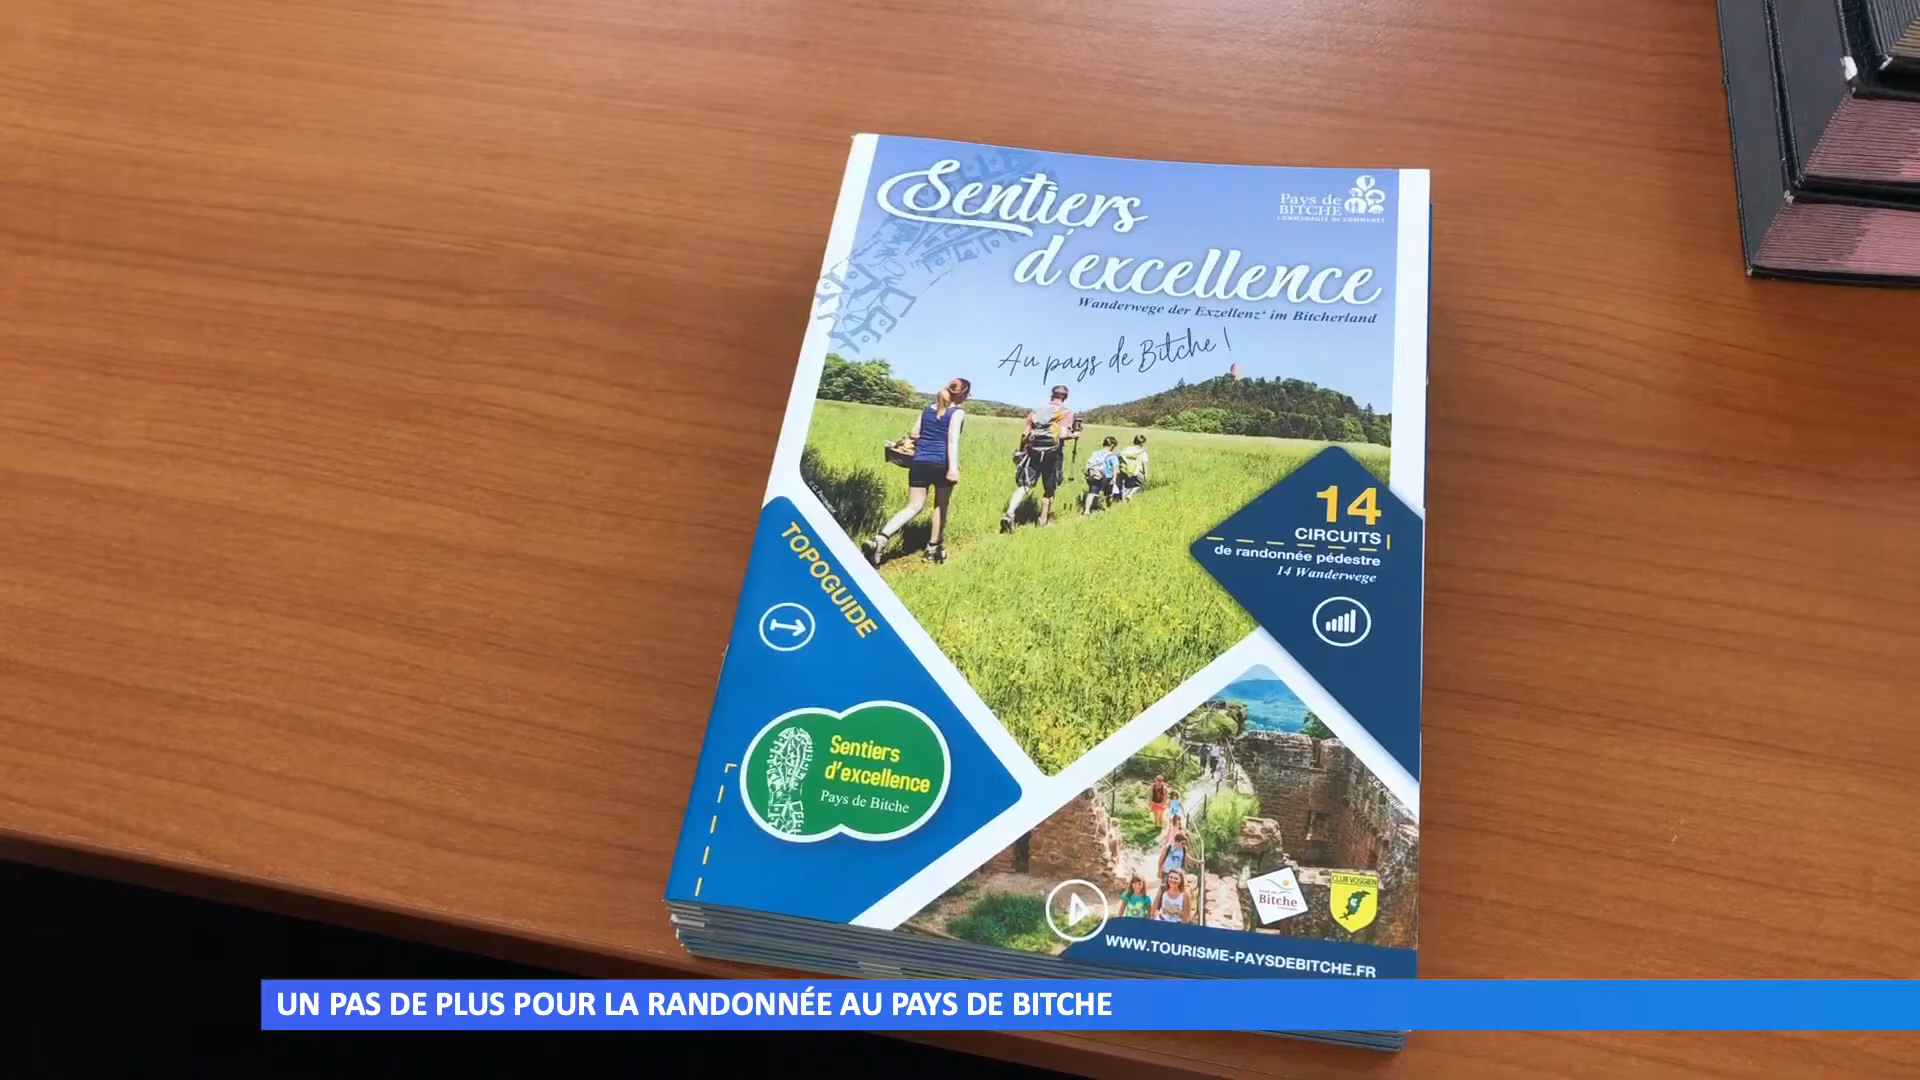 Sentiers
d'excellence
Pays de
BITCHE
COMMUNAUTÉ DE COMMUNES
Wanderwege der Exzellenz' im Bitcherland
Au pays de Bitche !
14
CIRCUITS
de randonnée pédestre
14 Wanderwege
TOPOGUIDE
Sentiers
d'excellence
Pays de Bitche
Bitche
CLUB VOSGIEN
WWW.TOURISME-PAYSDEBITCHE.FR
UN PAS DE PLUS POUR LA RANDONNÉE AU PAYS DE BITCHE